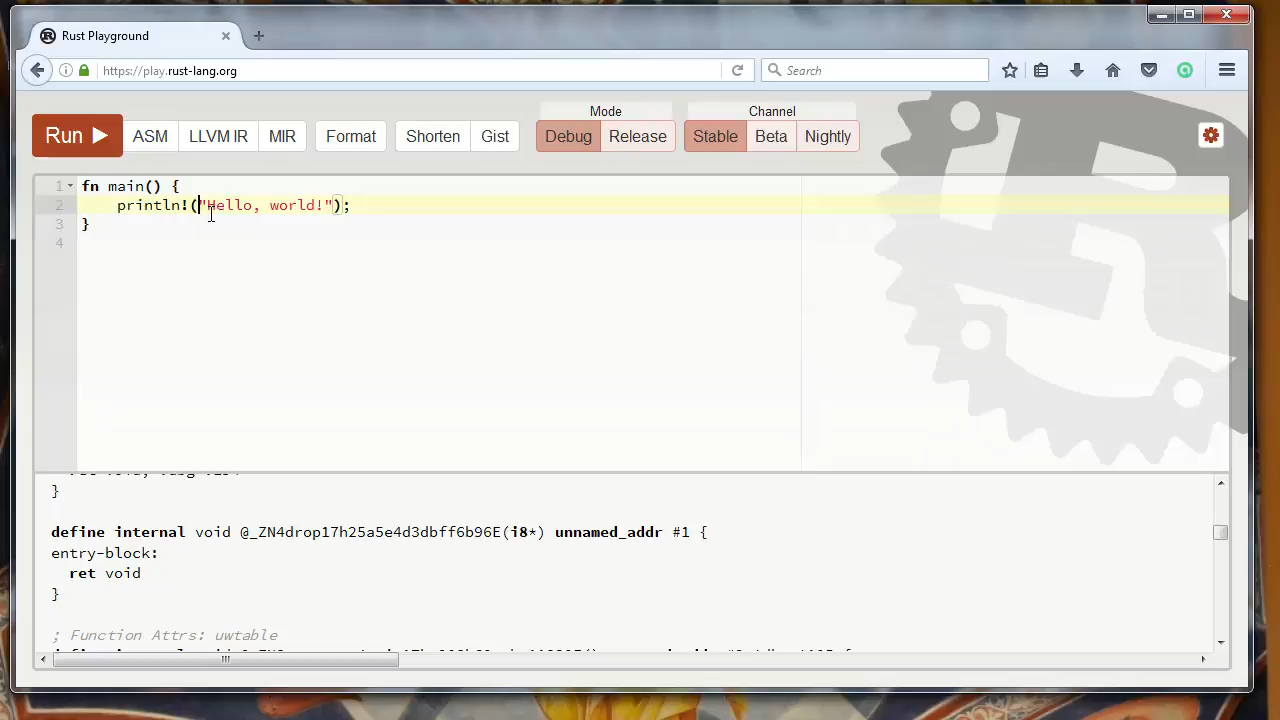 Rust Playground
https://play.rust-lang.org
Search
Mode
Channel
Run
ASM
LLVM IR
MIR
Format
Shorten
Gist
Debug
Release
Stable
Beta
Nightly
1 fn main() {
2 println!("Hello, world!");
3 }
4
}
define internal void @_ZN4drop17h25a5e4d3dbff6b96E(i8*) unnamed_addr #1 {
entry-block:
ret void
}
; Function Attrs: uwtable